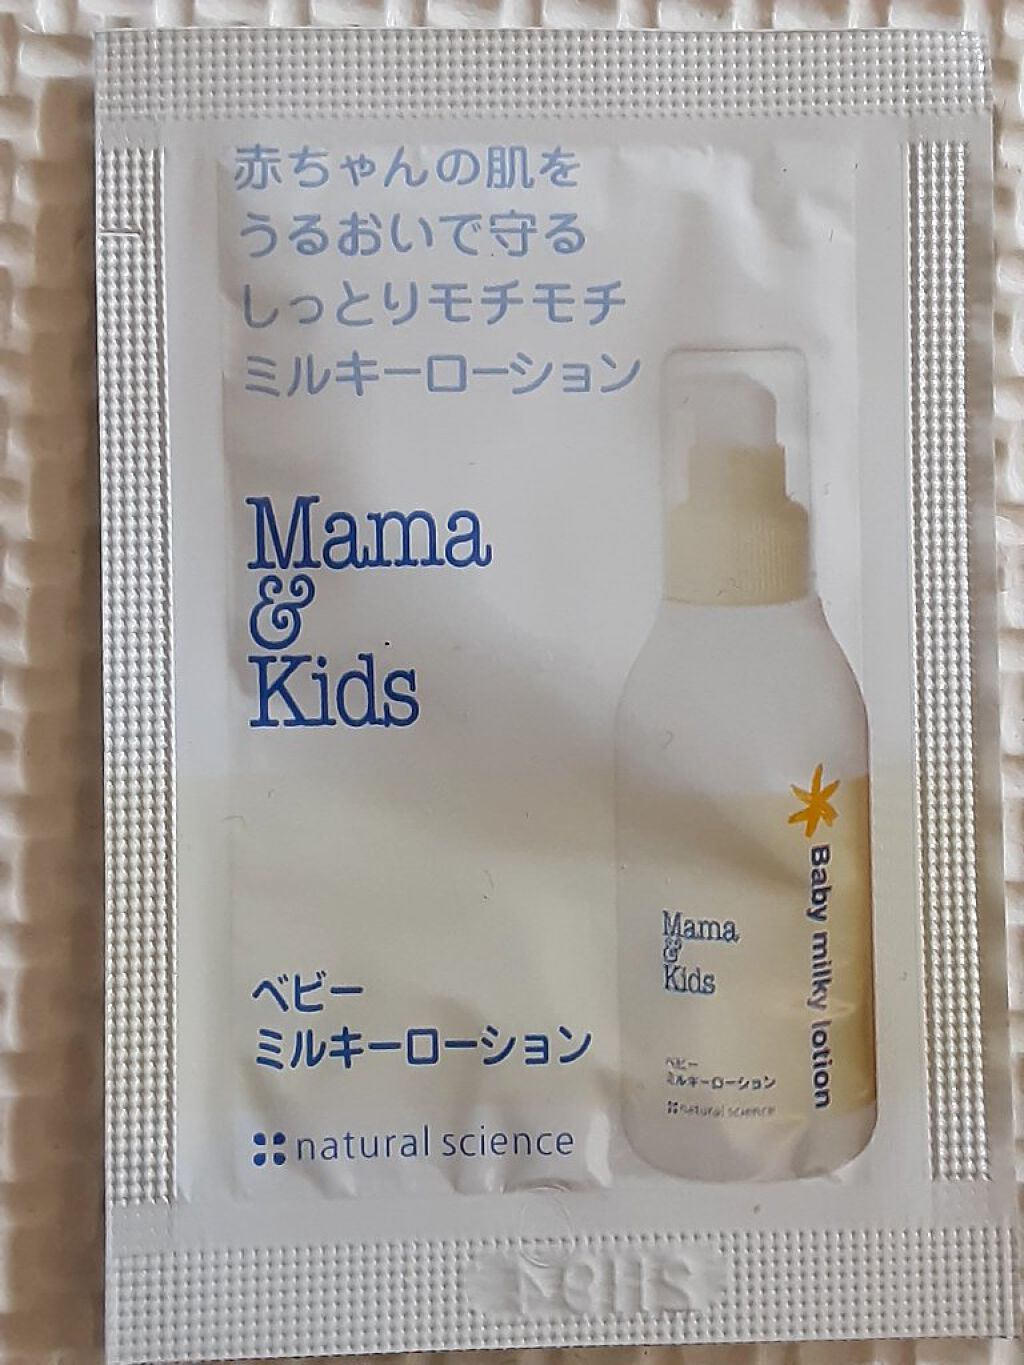 赤ちゃんの肌を
うるおいで守る
しっとりモチモチ
ミルキーローション
Mama
&
Kids
ベビー
ミルキーローション
natural science
Baby milky lotion
Mama
&
Kids
ベビー
ミルキーローション
natural science